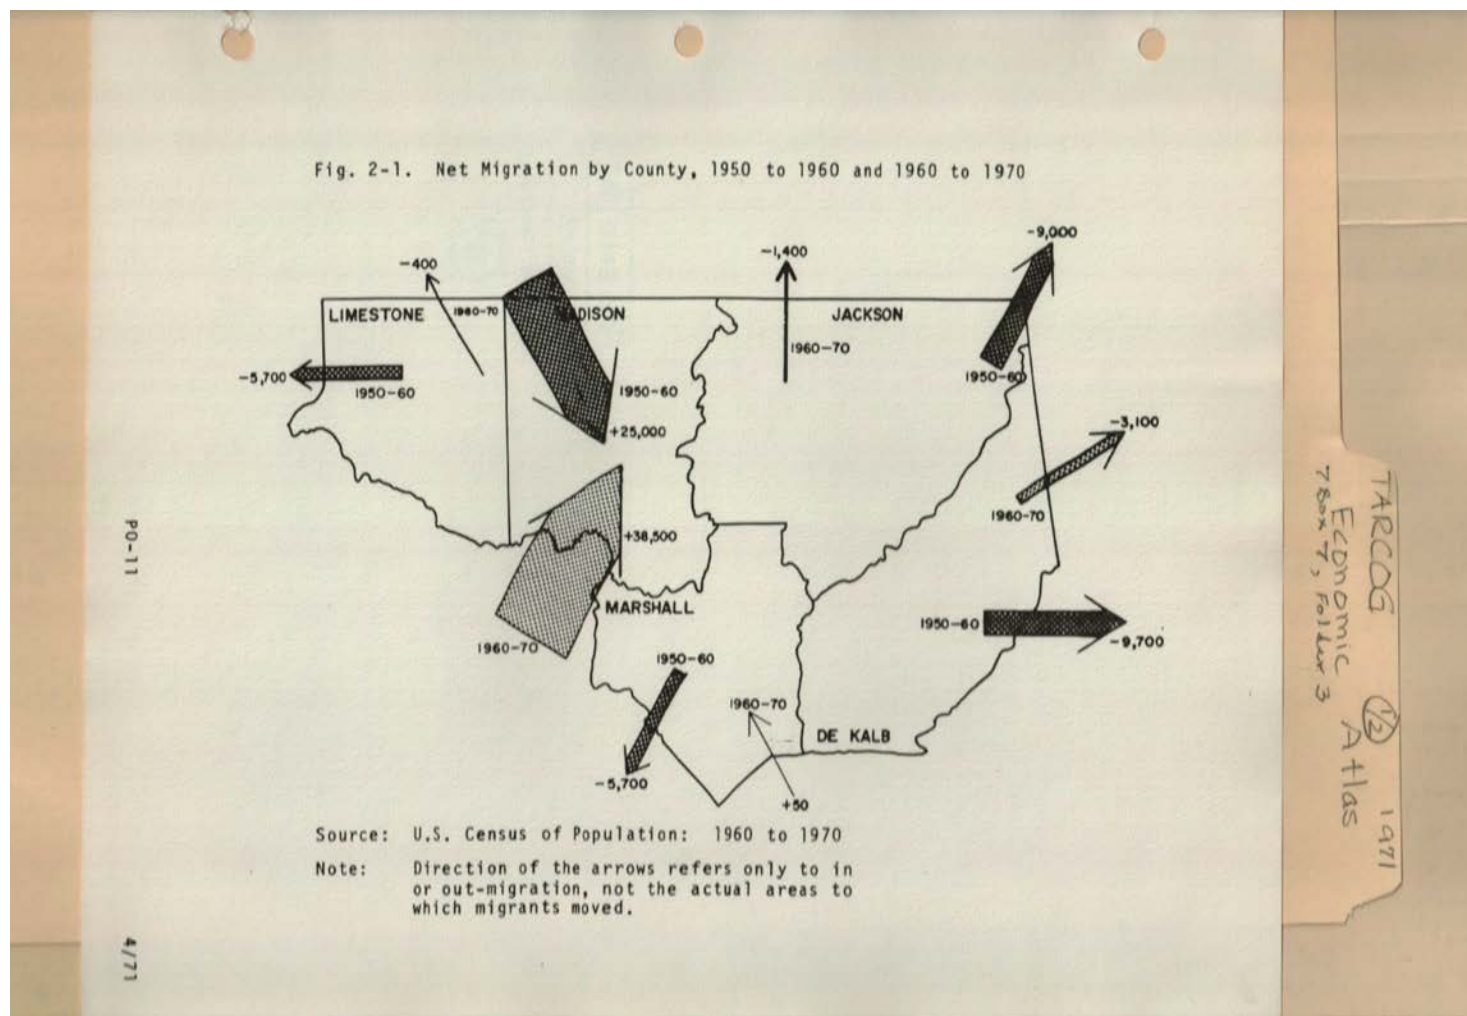 Fig. 2-1. Net Migration by County, 1950 to 1960 and 1960 to 1970
-9,000
-1,400
-400
LIMESTONE
1960-70
ADISON
JACKSON
1960-70
-5,700
1950-60
1950-60
1950-60
+25,000
-3,100
1960-70
+38,500
MARSHALL
1960-70
1950-60
-9,700
1950-60
1960-70
DE KALB
-5,700
+50
Source: U.S. Census of Population: 1960 to 1970
Note: Direction of the arrows refers only to in
or out-migration, not the actual areas to
which migrants moved.
PO-11
4/71
TARCOG 1/2 1971
Economic Atlas
7 Box 7, Folder 3